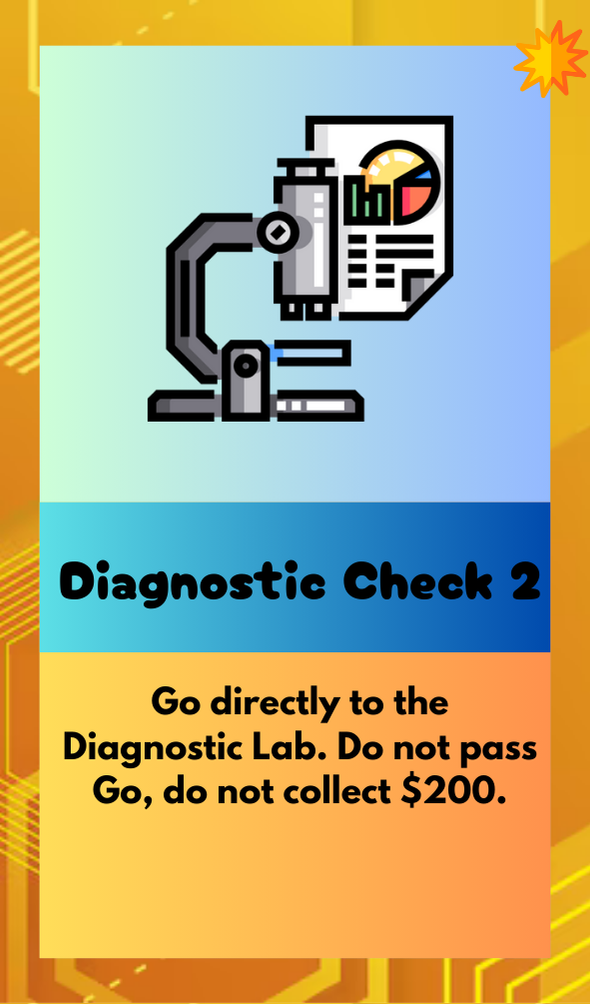 Diagnostic Check 2
Go directly to the
Diagnostic Lab. Do not pass
Go, do not collect $200.